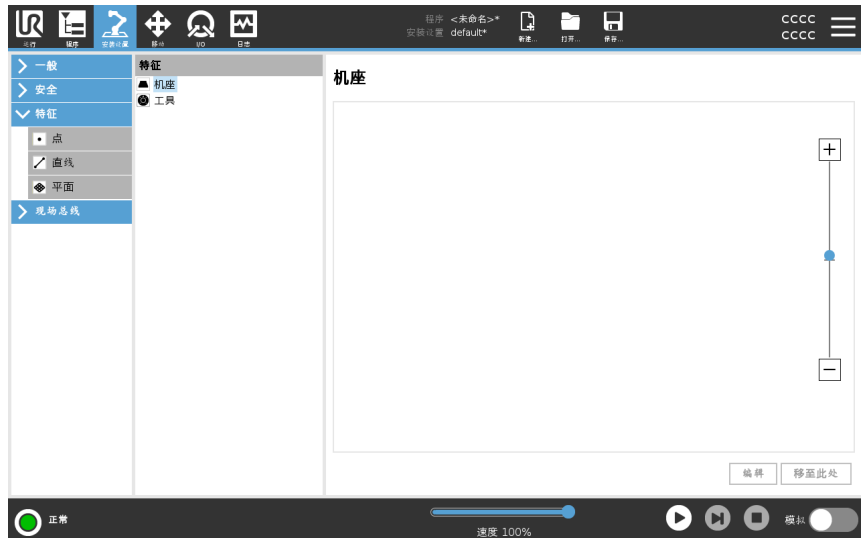 UR
运行
程序
安装设置
移动
I/O
日志
程序 <未命名>*
安装设置 default*
新建...
打开...
保存...
cccc
cccc
一般
安全
特征
点
直线
平面
现场总线
特征
机座
工具
机座
编辑
移至此处
正常
速度 100%
模拟